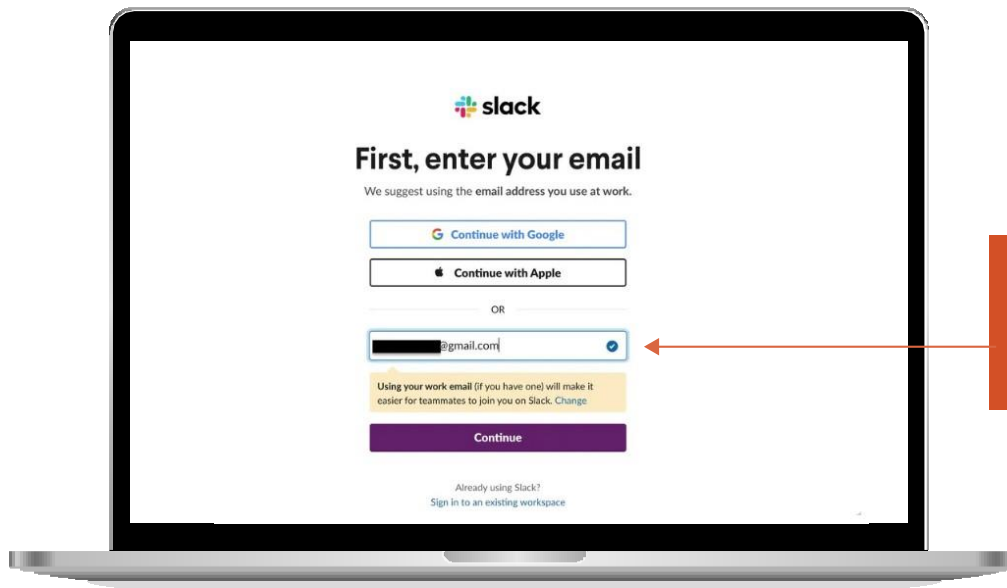 slack
First, enter your email
We suggest using the email address you use at work.
Continue with Google
Continue with Apple
OR
@gmail.com
Using your work email (if you have one) will make it
easier for teammates to join you on Slack. Change
Continue
Already using Slack?
Sign in to an existing workspace